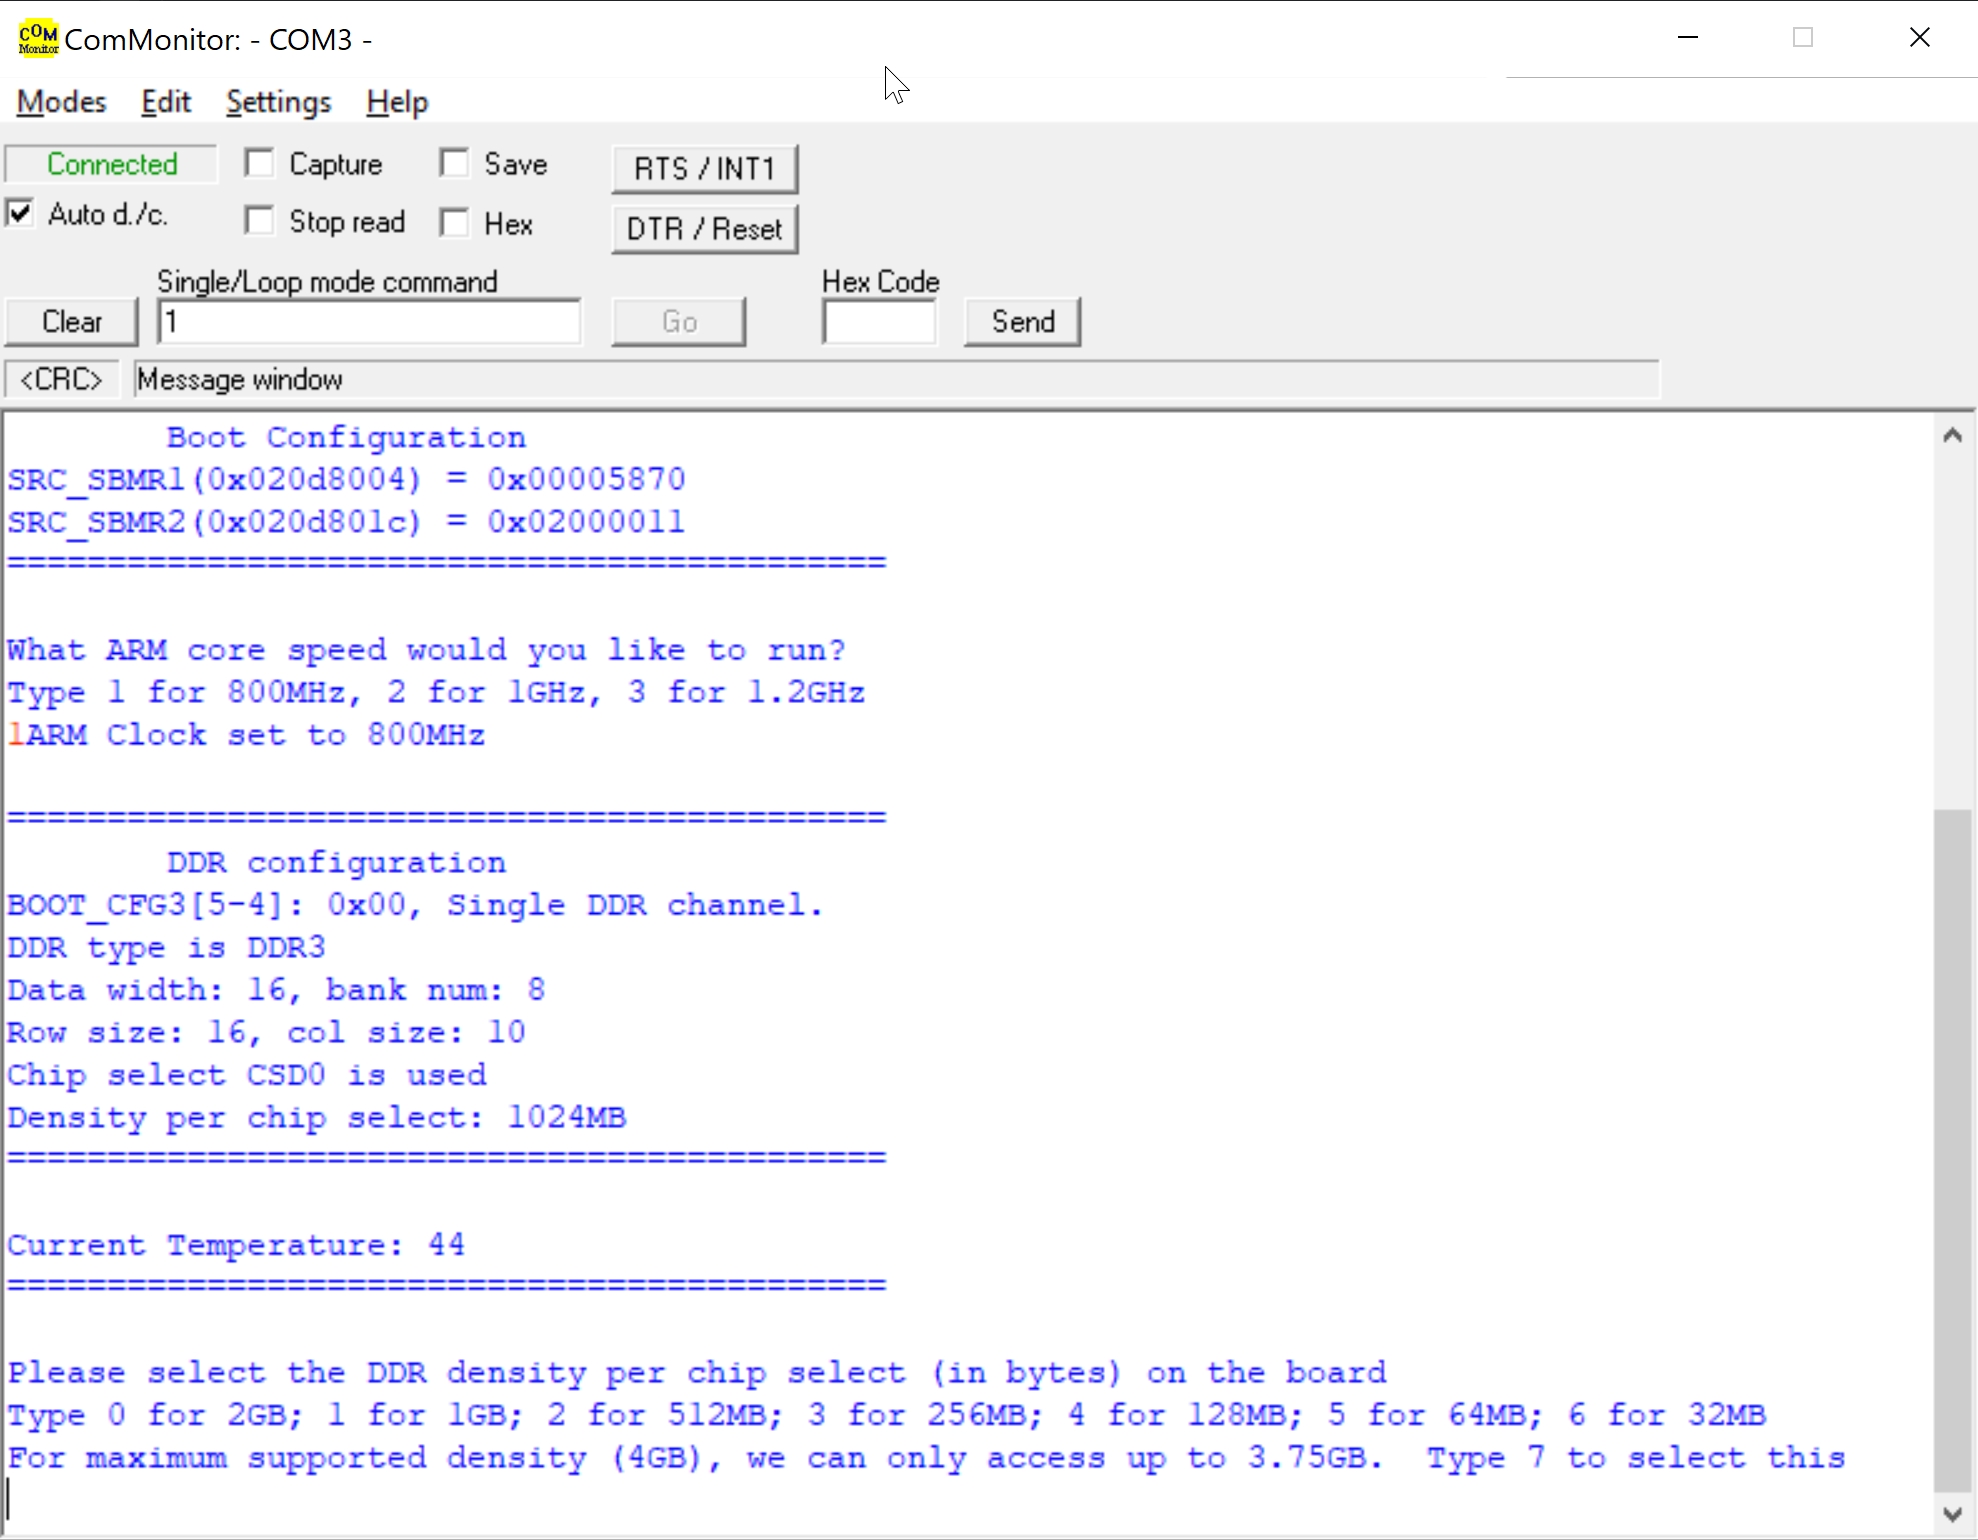 COM
Monitor
ComMonitor: - COM3 -
Modes Edit Settings Help
Connected Capture Save RTS / INT1
Auto d./c. Stop read Hex DTR / Reset
Single/Loop mode command Hex Code
Clear 1 Go Send
<CRC> Message window
Boot Configuration
SRC_SBMR1(0x020d8004) = 0x00005870
SRC_SBMR2(0x020d801c) = 0x02000011
============================================
What ARM core speed would you like to run?
Type 1 for 800MHz, 2 for 1GHz, 3 for 1.2GHz
1ARM Clock set to 800MHz
============================================
DDR configuration
BOOT_CFG3[5-4]: 0x00, Single DDR channel.
DDR type is DDR3
Data width: 16, bank num: 8
Row size: 16, col size: 10
Chip select CSD0 is used
Density per chip select: 1024MB
============================================
Current Temperature: 44
============================================
Please select the DDR density per chip select (in bytes) on the board
Type 0 for 2GB; 1 for 1GB; 2 for 512MB; 3 for 256MB; 4 for 128MB; 5 for 64MB; 6 for 32MB
For maximum supported density (4GB), we can only access up to 3.75GB. Type 7 to select this